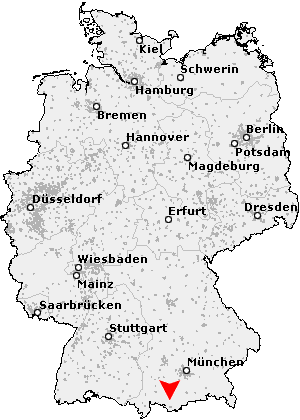 Kiel
Schwerin
Hamburg
Bremen
Berlin
Hannover
Potsdam
Magdeburg
Düsseldorf
Erfurt
Dresden
Wiesbaden
Mainz
Saarbrücken
Stuttgart
München